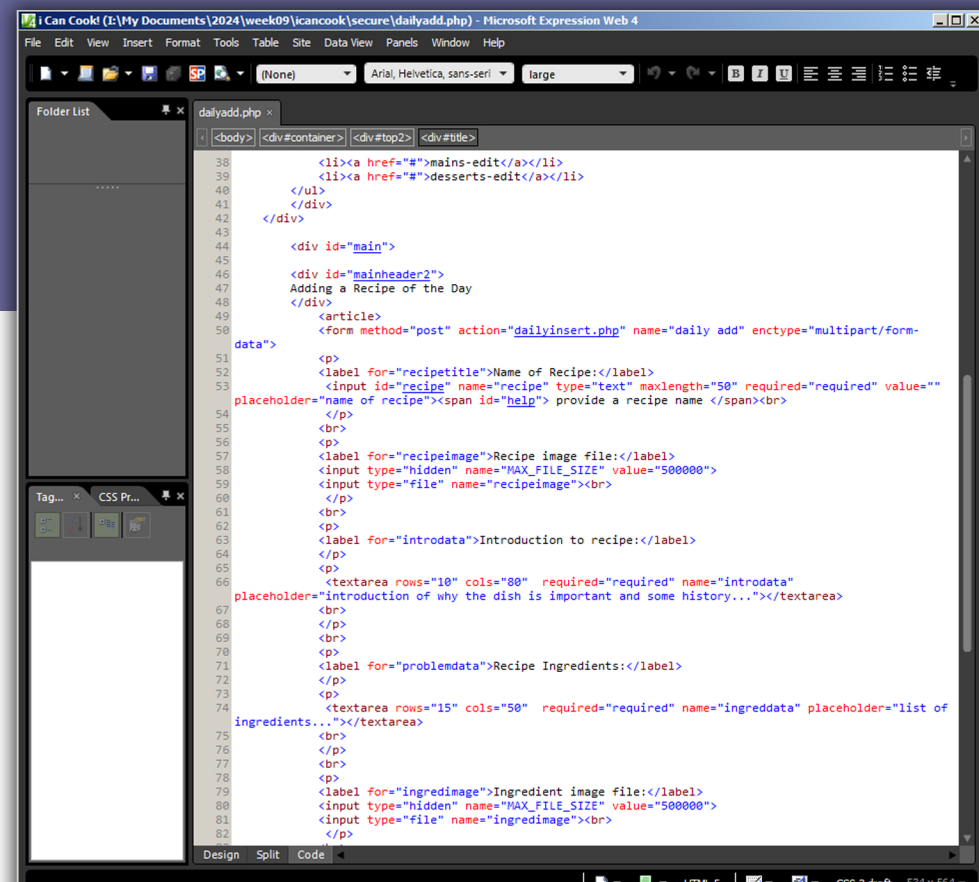 i Can Cook! (I:\My Documents\2024\week09\icancook\secure\dailyadd.php) - Microsoft Expression Web 4
File Edit View Insert Format Tools Table Site Data View Panels Window Help
(None) Arial, Helvetica, sans-seri large B I U
Folder List
dailyadd.php ×
<body> <div#container> <div#top2> <div#title>
38 <li><a href="#">mains-edit</a></li>
39 <li><a href="#">desserts-edit</a></li>
40 </ul>
41 </div>
42 </div>
43
44 <div id="main">
45
46 <div id="mainheader2">
47 Adding a Recipe of the Day
48 </div>
49 <article>
50 <form method="post" action="dailyinsert.php" name="daily add" enctype="multipart/form-
data">
51 <p>
52 <label for="recipetitle">Name of Recipe:</label>
53 <input id="recipe" name="recipe" type="text" maxlength="50" required="required" value=""
placeholder="name of recipe"><span id="help"> provide a recipe name </span><br>
54 </p>
55 <br>
56 <p>
57 <label for="recipeimage">Recipe image file:</label>
58 <input type="hidden" name="MAX_FILE_SIZE" value="500000">
59 <input type="file" name="recipeimage"><br>
60 </p>
61 <br>
62 <p>
63 <label for="introdata">Introduction to recipe:</label>
64 </p>
65 <p>
66 <textarea rows="10" cols="80" required="required" name="introdata"
placeholder="introduction of why the dish is important and some history..."></textarea>
67 <br>
68 </p>
69 <br>
70 <p>
71 <label for="problemdata">Recipe Ingredients:</label>
72 </p>
73 <p>
74 <textarea rows="15" cols="50" required="required" name="ingreddata" placeholder="list of
ingredients..."></textarea>
75 <br>
76 </p>
77 <br>
78 <p>
79 <label for="ingredimage">Ingredient image file:</label>
80 <input type="hidden" name="MAX_FILE_SIZE" value="500000">
81 <input type="file" name="ingredimage"><br>
82 </p>
Tag... × CSS Pr...
Design Split Code